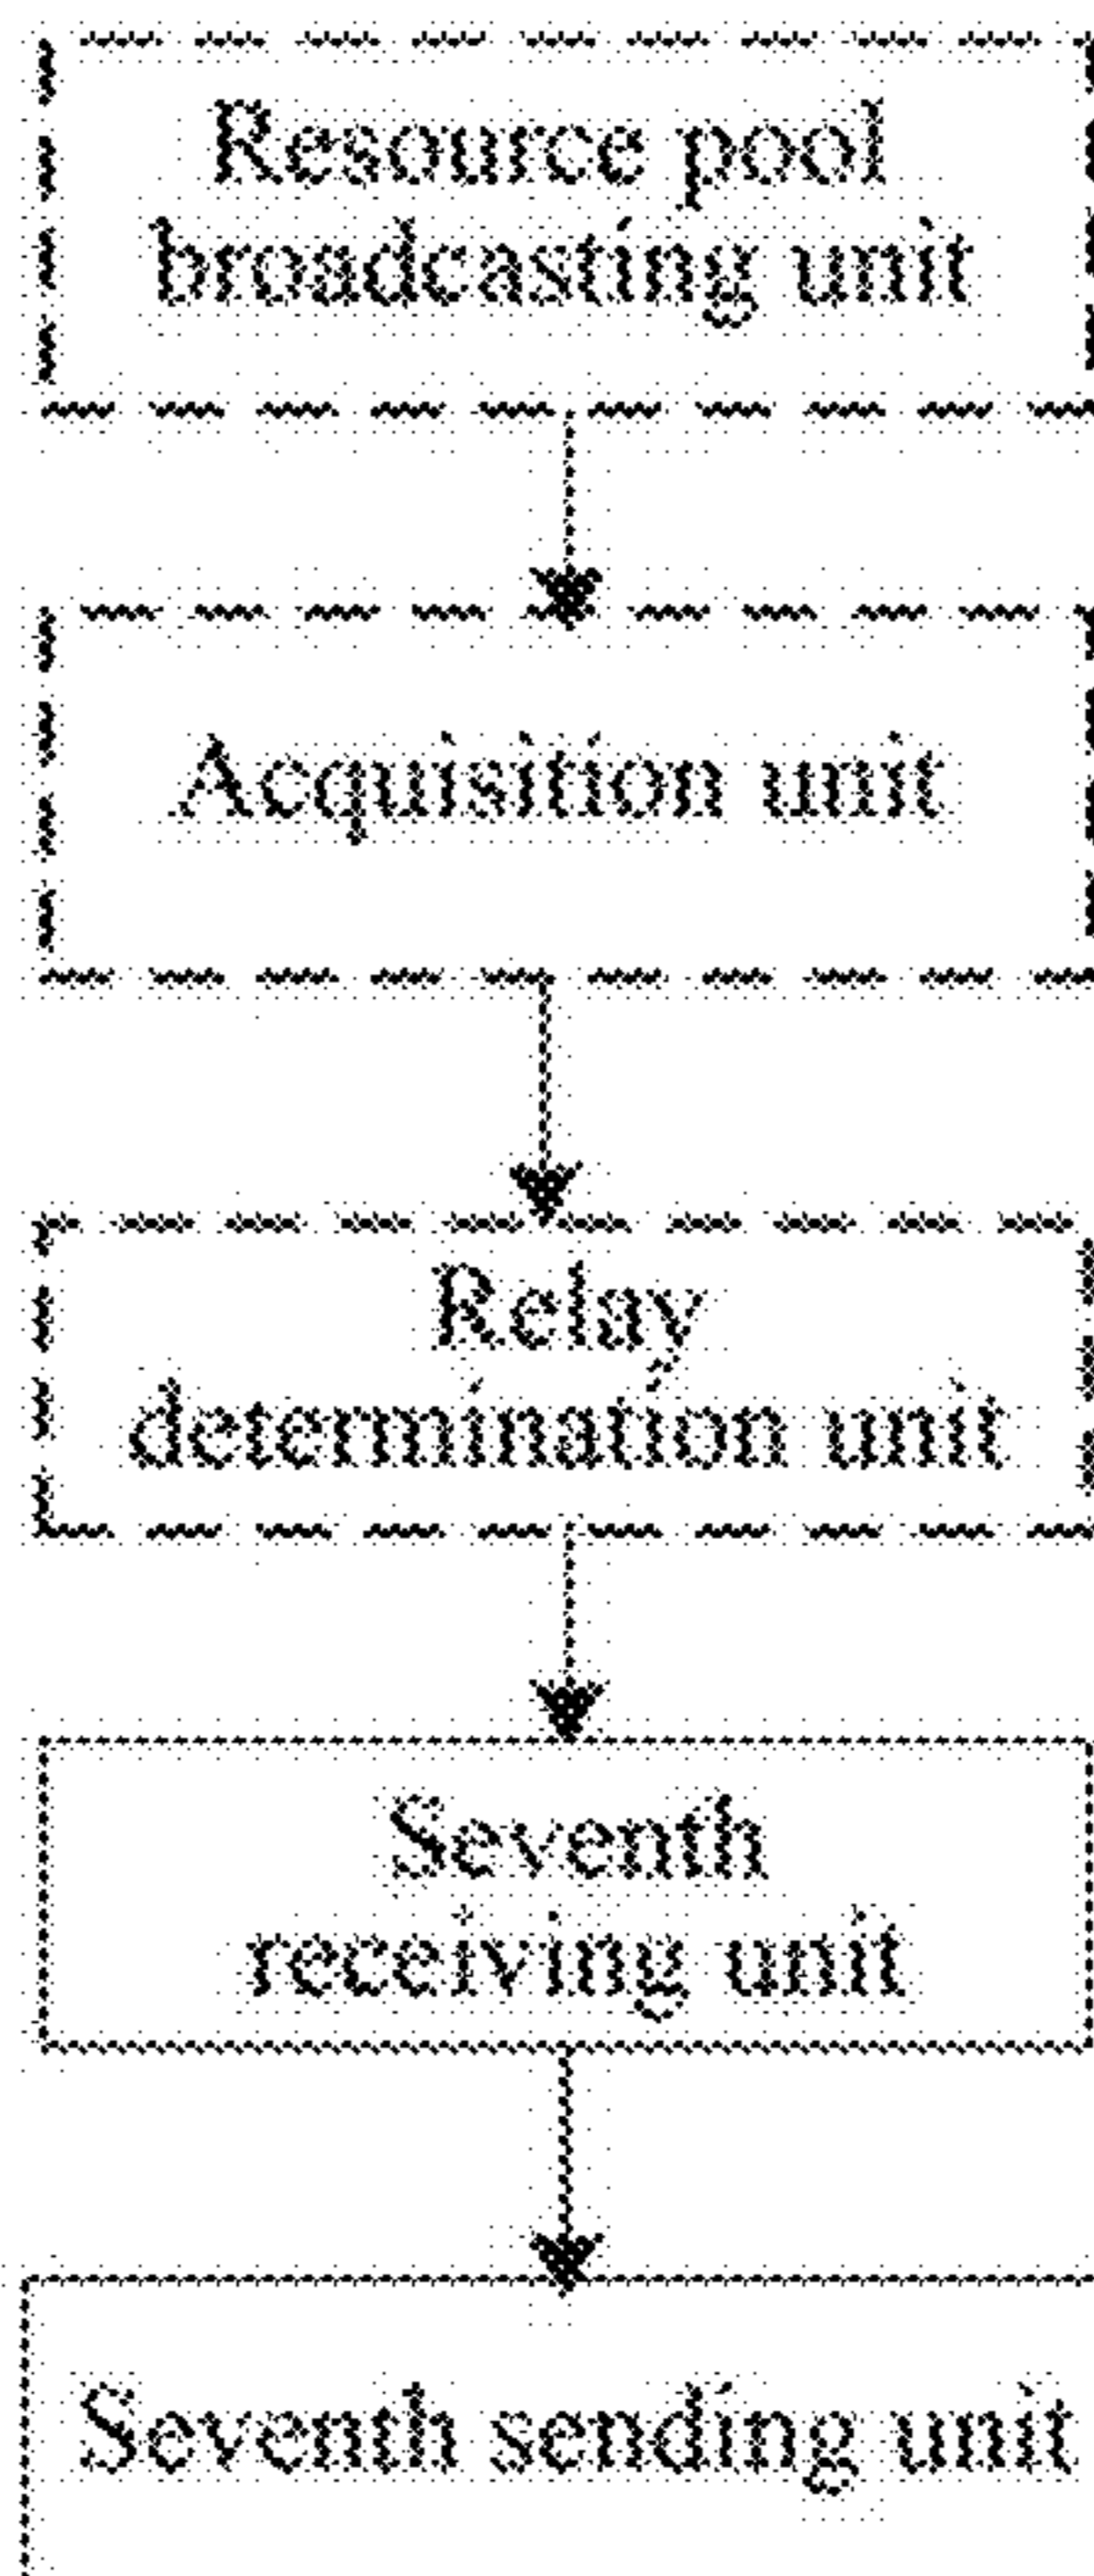 Resource pool
broadcasting unit
Acquisition unit
Relay
determination unit
Seventh
receiving unit
Seventh sending unit